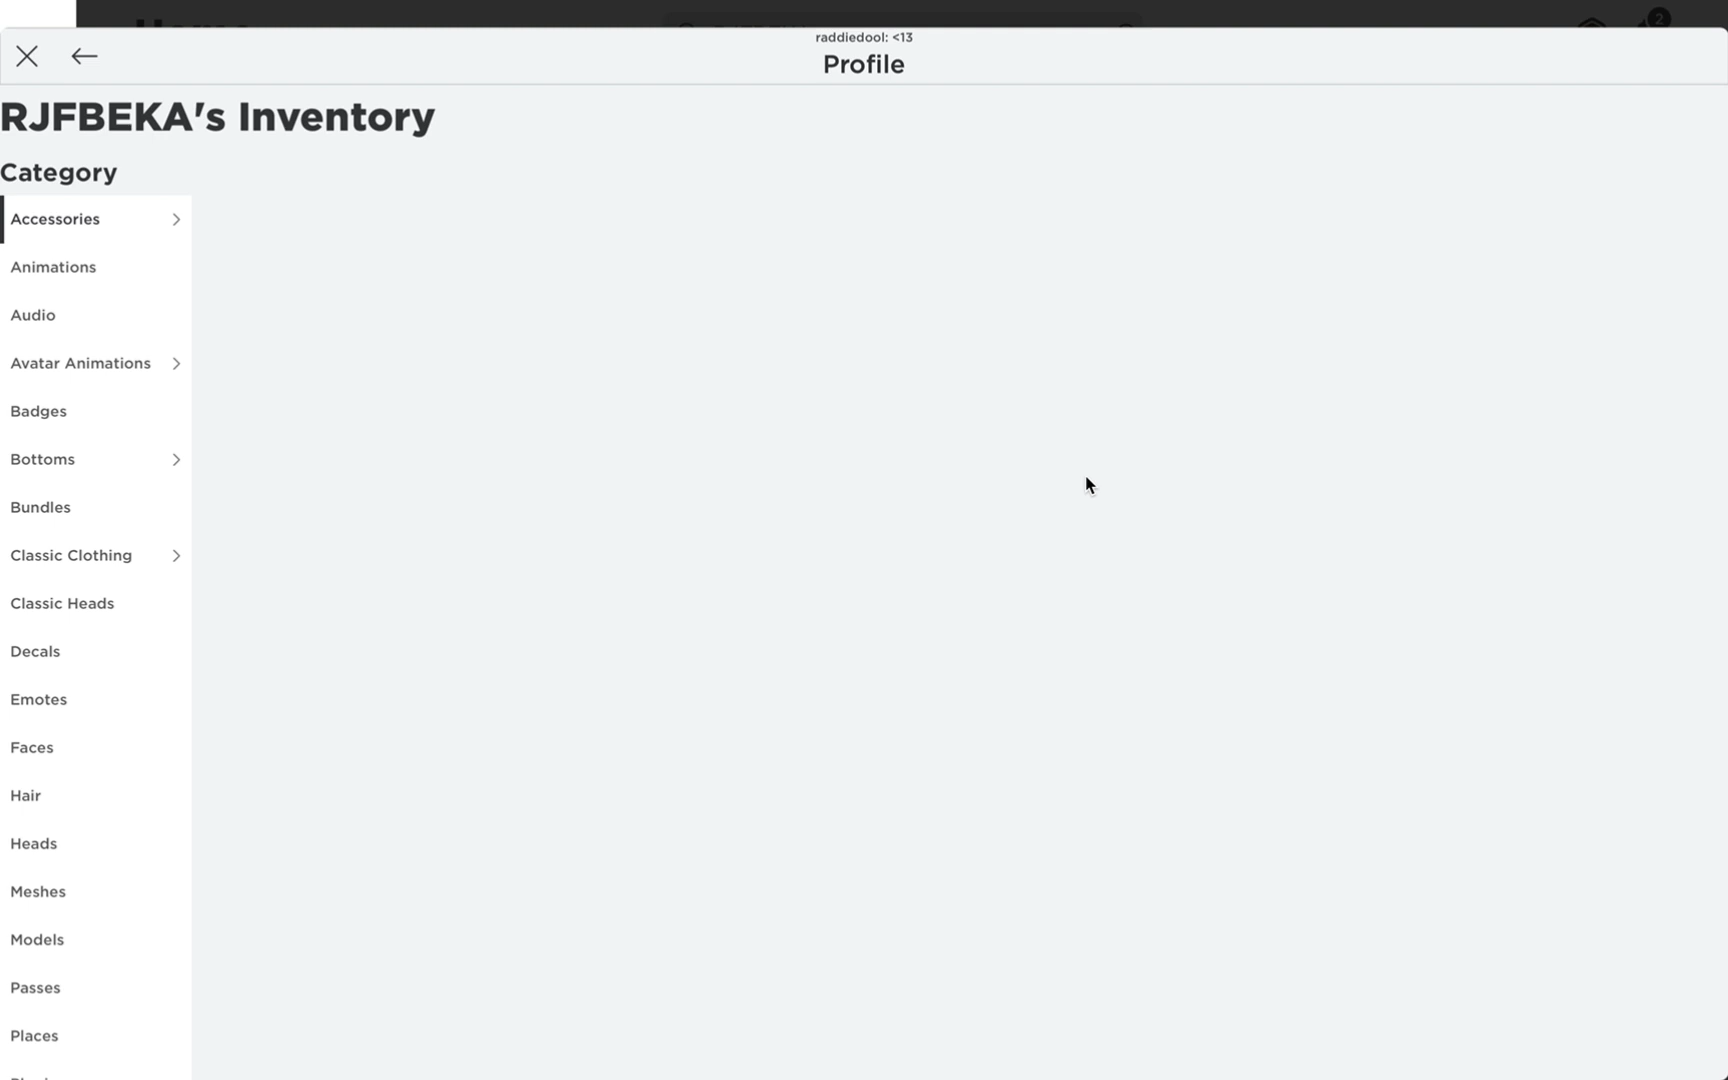 2
raddiedool: <13
Profile
RJFBEKA's Inventory
Category
Accessories
Animations
Audio
Avatar Animations
Badges
Bottoms
Bundles
Classic Clothing
Classic Heads
Decals
Emotes
Faces
Hair
Heads
Meshes
Models
Passes
Places